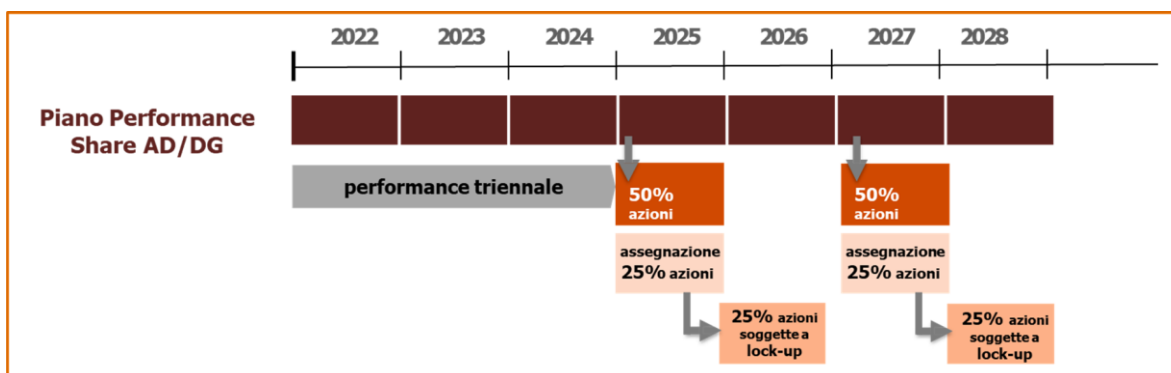 2022 2023 2024 2025 2026 2027 2028
Piano Performance
Share AD/DG
performance triennale
50%
azioni
50%
azioni
assegnazione
25% azioni
assegnazione
25% azioni
25% azioni
soggette a
lock-up
25% azioni
soggette a
lock-up